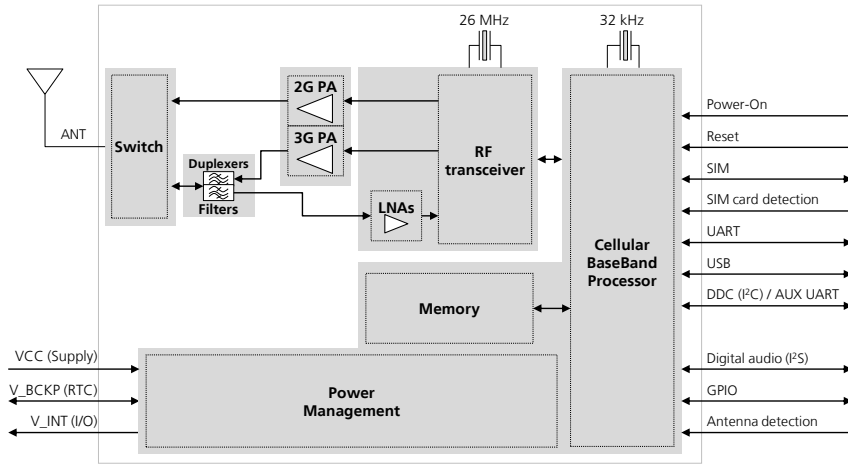 26 MHz
32 kHz
ANT
Switch
2G PA
3G PA
Duplexers
Filters
LNAs
RF
transceiver
Cellular
BaseBand
Processor
Memory
Power
Management
VCC (Supply)
V_BCKP (RTC)
V_INT (I/O)
Power-On
Reset
SIM
SIM card detection
UART
USB
DDC (I²C) / AUX UART
Digital audio (I²S)
GPIO
Antenna detection